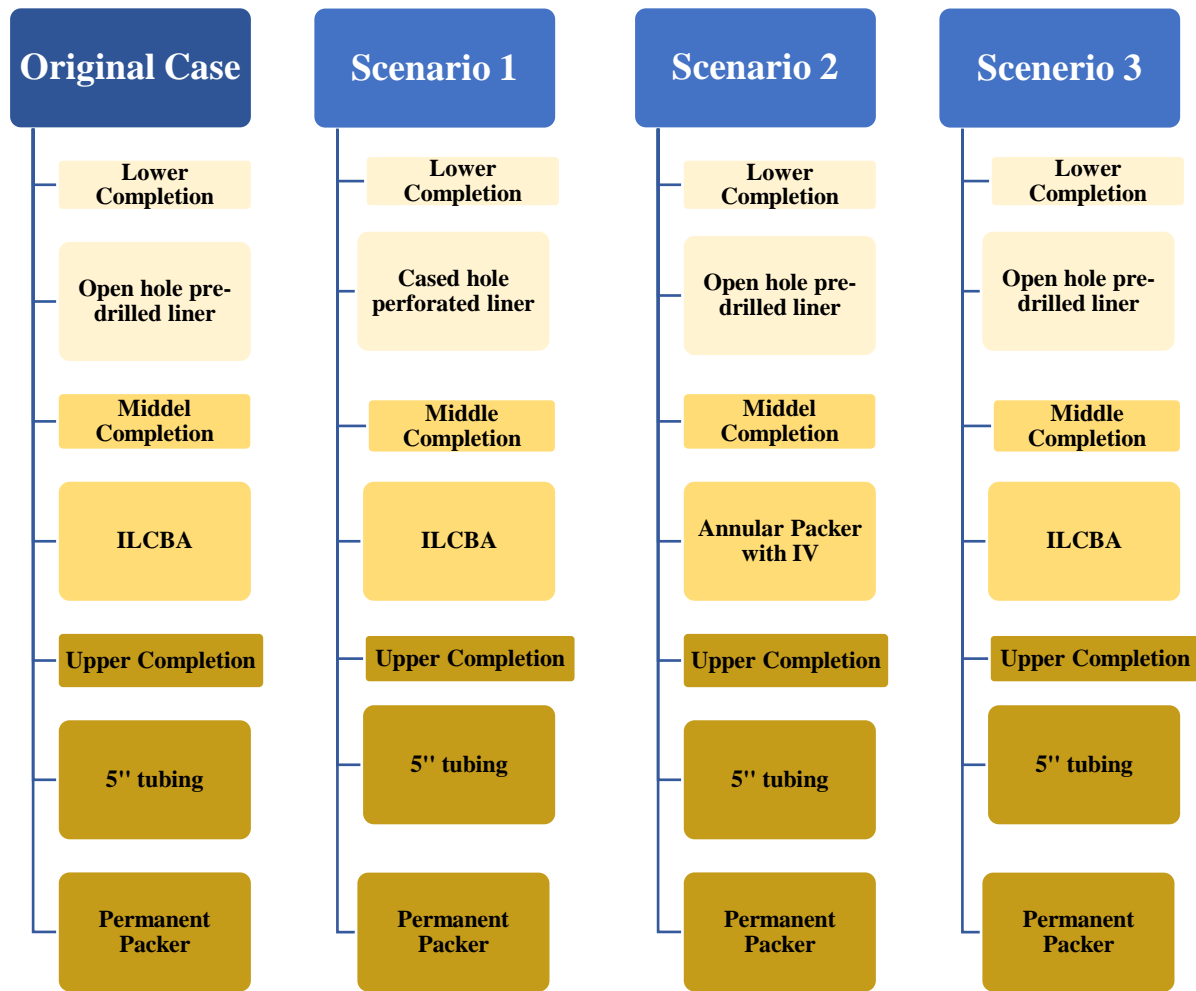 Original Case
Lower
Completion
Open hole pre-
drilled liner
Middel
Completion
ILCBA
Upper Completion
5" tubing
Permanent
Packer
Scenario 1
Lower
Completion
Cased hole
perforated liner
Middle
Completion
ILCBA
Upper Completion
5" tubing
Permanent
Packer
Scenario 2
Lower
Completion
Open hole pre-
drilled liner
Middel
Completion
Annular Packer
with IV
Upper Completion
5" tubing
Permanent
Packer
Scenerio 3
Lower
Completion
Open hole pre-
drilled liner
Middle
Completion
ILCBA
Upper Completion
5" tubing
Permanent
Packer